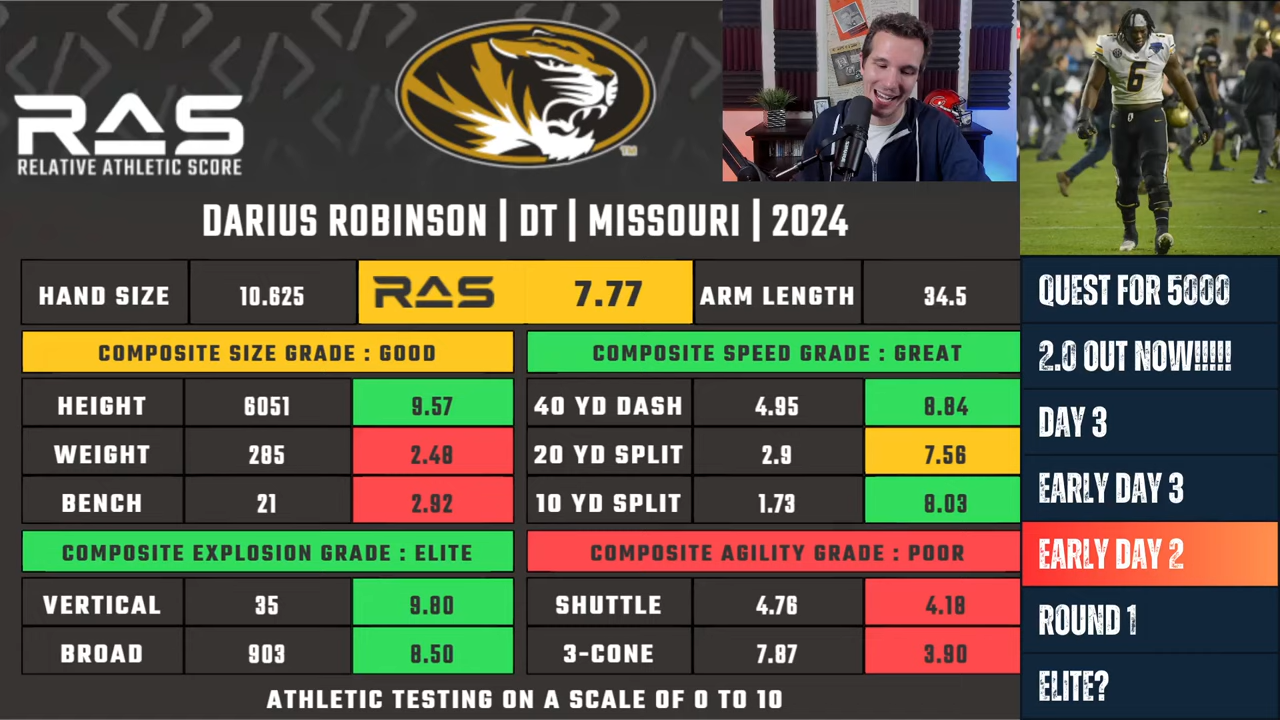 RAS
RELATIVE ATHLETIC SCORE
TM
DARIUS ROBINSON | DT | MISSOURI | 2024
HAND SIZE 10.625 RAS 7.77 ARM LENGTH 34.5
COMPOSITE SIZE GRADE : GOOD
HEIGHT 6051 9.57
WEIGHT 285 2.48
BENCH 21 2.92
COMPOSITE SPEED GRADE : GREAT
40 YD DASH 4.95 8.84
20 YD SPLIT 2.9 7.56
10 YD SPLIT 1.73 8.03
COMPOSITE EXPLOSION GRADE : ELITE
VERTICAL 35 9.80
BROAD 903 8.50
COMPOSITE AGILITY GRADE : POOR
SHUTTLE 4.76 4.18
3-CONE 7.87 3.90
ATHLETIC TESTING ON A SCALE OF 0 TO 10
6
QUEST FOR 5000
2.0 OUT NOW!!!!!
DAY 3
EARLY DAY 3
EARLY DAY 2
ROUND 1
ELITE?